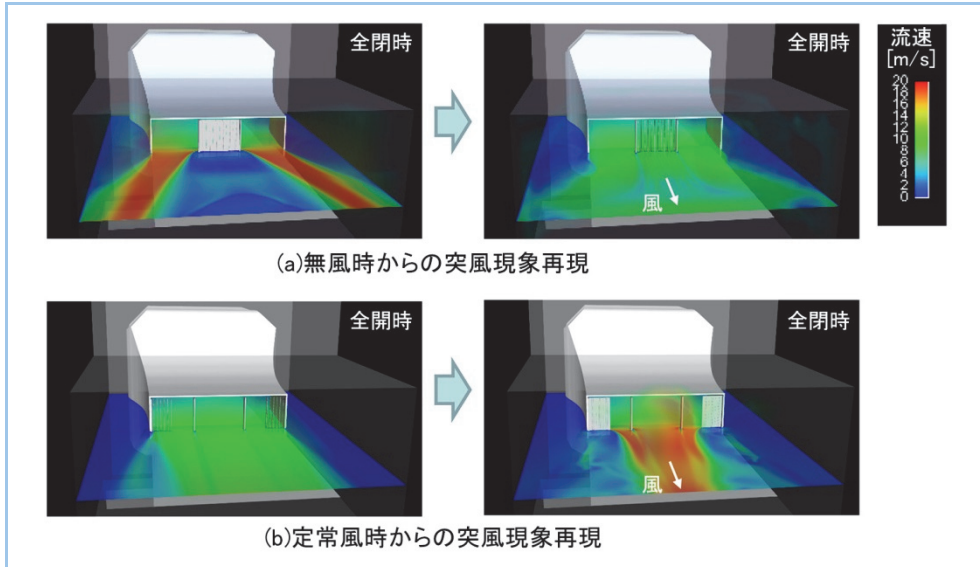 全閉時
全開時
流速
[m/s]
20
18
16
14
12
10
8
6
4
2
0
風
(a)無風時からの突風現象再現
全開時
全閉時
風
(b)定常風時からの突風現象再現